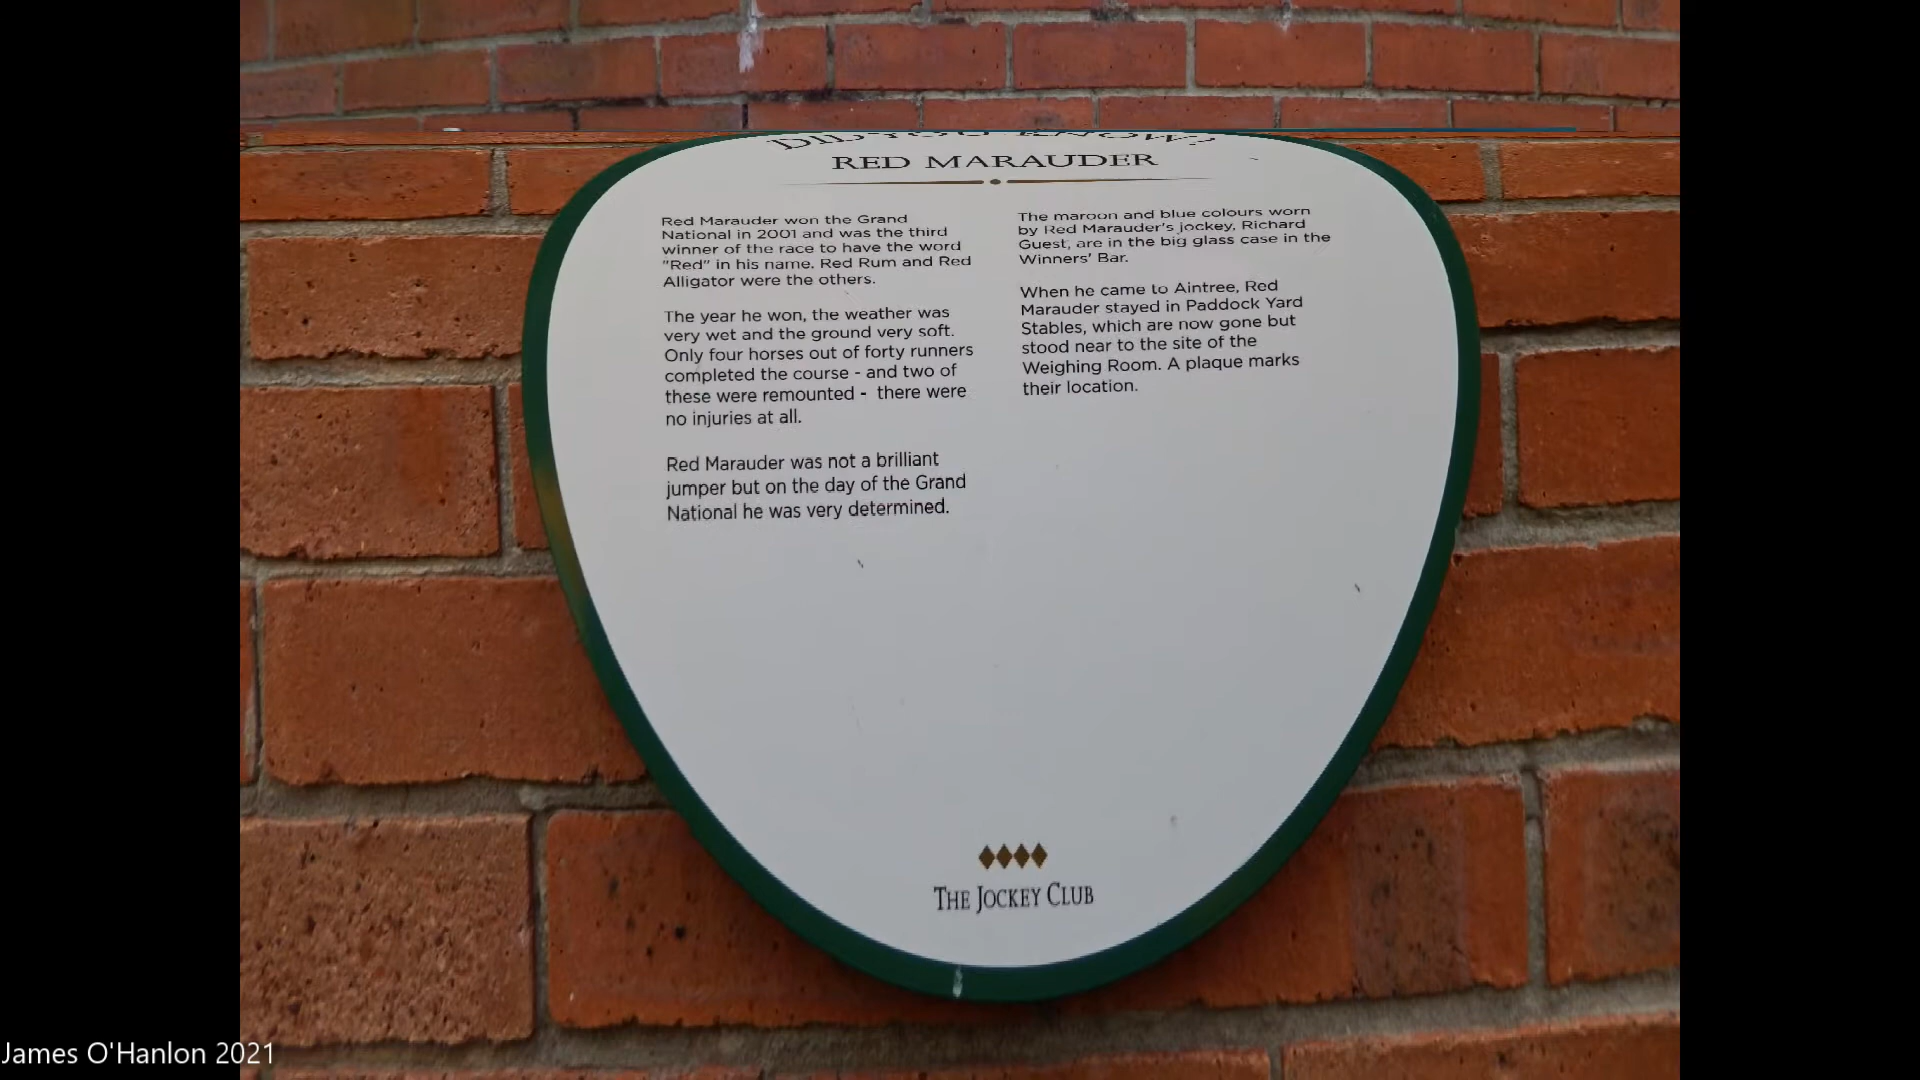 DID YOU KNOW?
RED MARAUDER
Red Marauder won the Grand
National in 2001 and was the third
winner of the race to have the word
"Red" in his name. Red Rum and Red
Alligator were the others.
The year he won, the weather was
very wet and the ground very soft.
Only four horses out of forty runners
completed the course - and two of
these were remounted - there were
no injuries at all.
Red Marauder was not a brilliant
jumper but on the day of the Grand
National he was very determined.
The maroon and blue colours worn
by Red Marauder's jockey, Richard
Guest, are in the big glass case in the
Winners' Bar.
When he came to Aintree, Red
Marauder stayed in Paddock Yard
Stables, which are now gone but
stood near to the site of the
Weighing Room. A plaque marks
their location.
THE JOCKEY CLUB
James O'Hanlon 2021